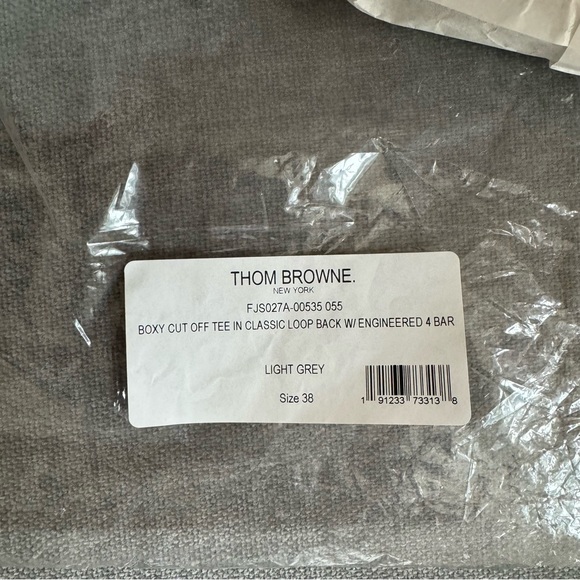 THOM BROWNE.
NEW YORK
FJS027A-00535 055
BOXY CUT OFF TEE IN CLASSIC LOOP BACK W/ ENGINEERED 4 BAR
LIGHT GREY
Size 38
1 91233 73313 8